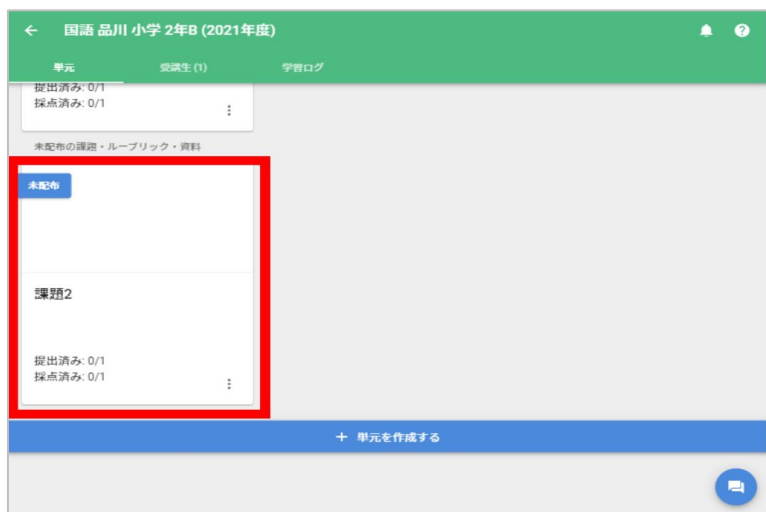 国語 品川 小学 2年B (2021年度)
単元 受講生(1) 学習ログ
提出済み: 0/1
採点済み: 0/1
未配布の課題・ルーブリック・資料
未配布
課題2
提出済み: 0/1
採点済み: 0/1
+ 単元を作成する